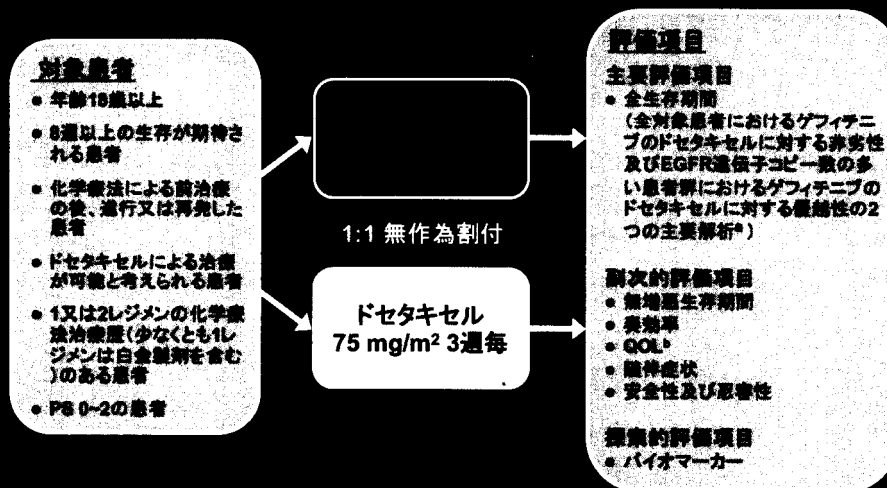 対象患者
• 年齢18歳以上
• 8週以上の生存が期待さ
れる患者
• 化学療法による前治療
の後、進行又は再発した
患者
• ドセタキセルによる治療
が可能と考えられる患者
• 1又は2レジメンの化学療
法治療歴(少なくとも1レ
ジメンは白金製剤を含む
)のある患者
• PS 0~2の患者
1:1 無作為割付
ドセタキセル
75 mg/m² 3週毎
評価項目
主要評価項目
• 全生存期間
(全対象患者におけるゲフィチニ
ブのドセタキセルに対する非劣性
及びEGFR遺伝子コピー数の多
い患者群におけるゲフィチニブの
ドセタキセルに対する優越性の2
つの主要解析ª)
副次的評価項目
• 無増悪生存期間
• 奏効率
• QOLᵇ
• 随伴症状
• 安全性及び忍容性
探索的評価項目
• バイオマーカー